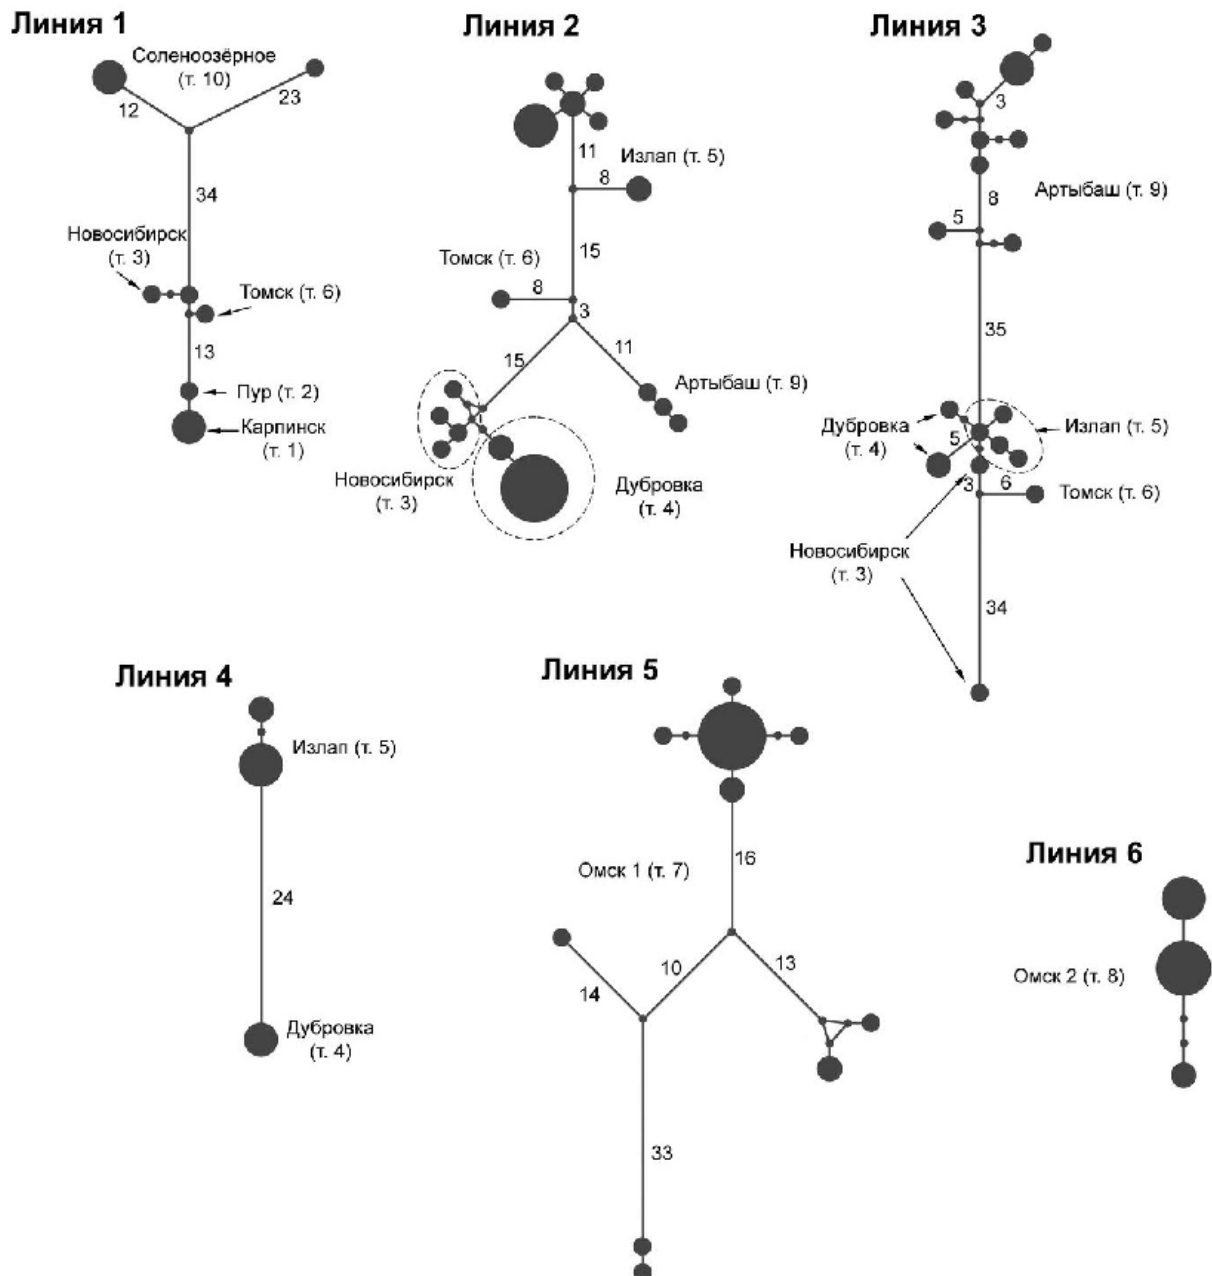 Линия 1
Соленоозёрное
(т. 10)
12
23
34
Новосибирск
(т. 3)
Томск (т. 6)
13
Пур (т. 2)
Карпинск
(т. 1)
Линия 2
11
Излап (т. 5)
8
15
Томск (т. 6)
8
3
15
11
Артыбаш (т. 9)
Новосибирск
(т. 3)
Дубровка
(т. 4)
Линия 3
3
Артыбаш (т. 9)
8
5
35
Дубровка
(т. 4)
Излап (т. 5)
5
3
6
Томск (т. 6)
Новосибирск
(т. 3)
34
Линия 4
Излап (т. 5)
24
Дубровка
(т. 4)
Линия 5
16
Омск 1 (т. 7)
10
13
14
33
Линия 6
Омск 2 (т. 8)